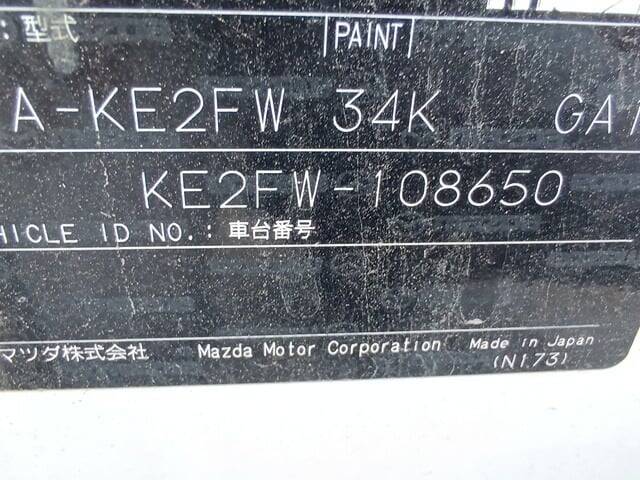 : 型式 PAINT
A-KE2FW 34K GA
KE2FW-108650
HICLE ID NO.: 車台番号
マツダ株式会社 Mazda Motor Corporation Made in Japan
(N173)